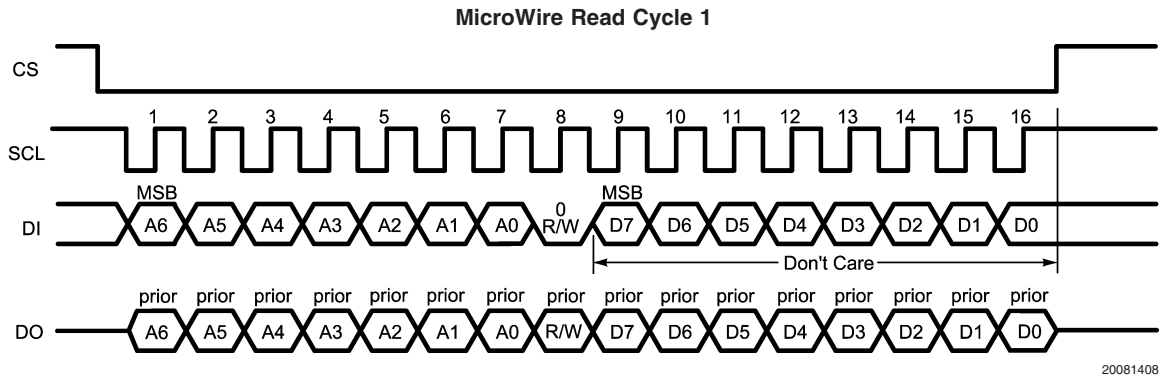 MicroWire Read Cycle 1
CS
1 2 3 4 5 6 7 8 9 10 11 12 13 14 15 16
SCL
MSB MSB
0
DI A6 A5 A4 A3 A2 A1 A0 R/W D7 D6 D5 D4 D3 D2 D1 D0
Don't Care
prior prior prior prior prior prior prior prior prior prior prior prior prior prior prior prior
DO A6 A5 A4 A3 A2 A1 A0 R/W D7 D6 D5 D4 D3 D2 D1 D0
20081408